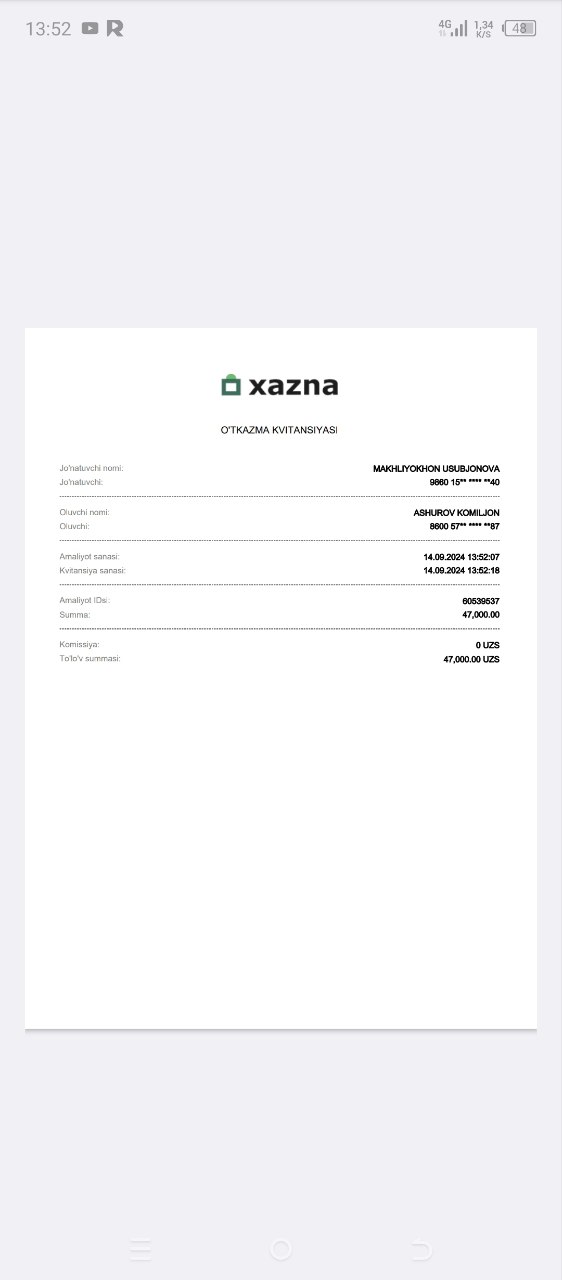 13:52 4G 1,34 K/S 48
xazna
O'TKAZMA KVITANSIYASI
Jo'natuvchi nomi: MAKHLIYOKHON USUBJONOVA
Jo'natuvchi: 9860 15** **** **40
Oluvchi nomi: ASHUROV KOMILJON
Oluvchi: 8600 57** **** **87
Amaliyot sanasi: 14.09.2024 13:52:07
Kvitansiya sanasi: 14.09.2024 13:52:18
Amaliyot IDsi: 60539537
Summa: 47,000.00
Komissiya: 0 UZS
To'lo'v summasi: 47,000.00 UZS